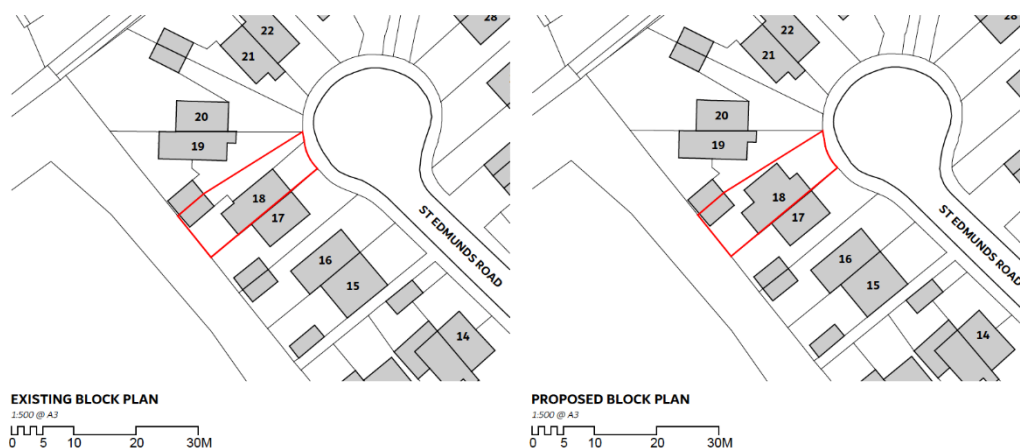 22
21
28
20
19
18
17
16
15
14
ST EDMUNDS ROAD
EXISTING BLOCK PLAN
1:500 @ A3
0 5 10 20 30M
22
21
28
20
19
18
17
16
15
14
ST EDMUNDS ROAD
PROPOSED BLOCK PLAN
1:500 @ A3
0 5 10 20 30M